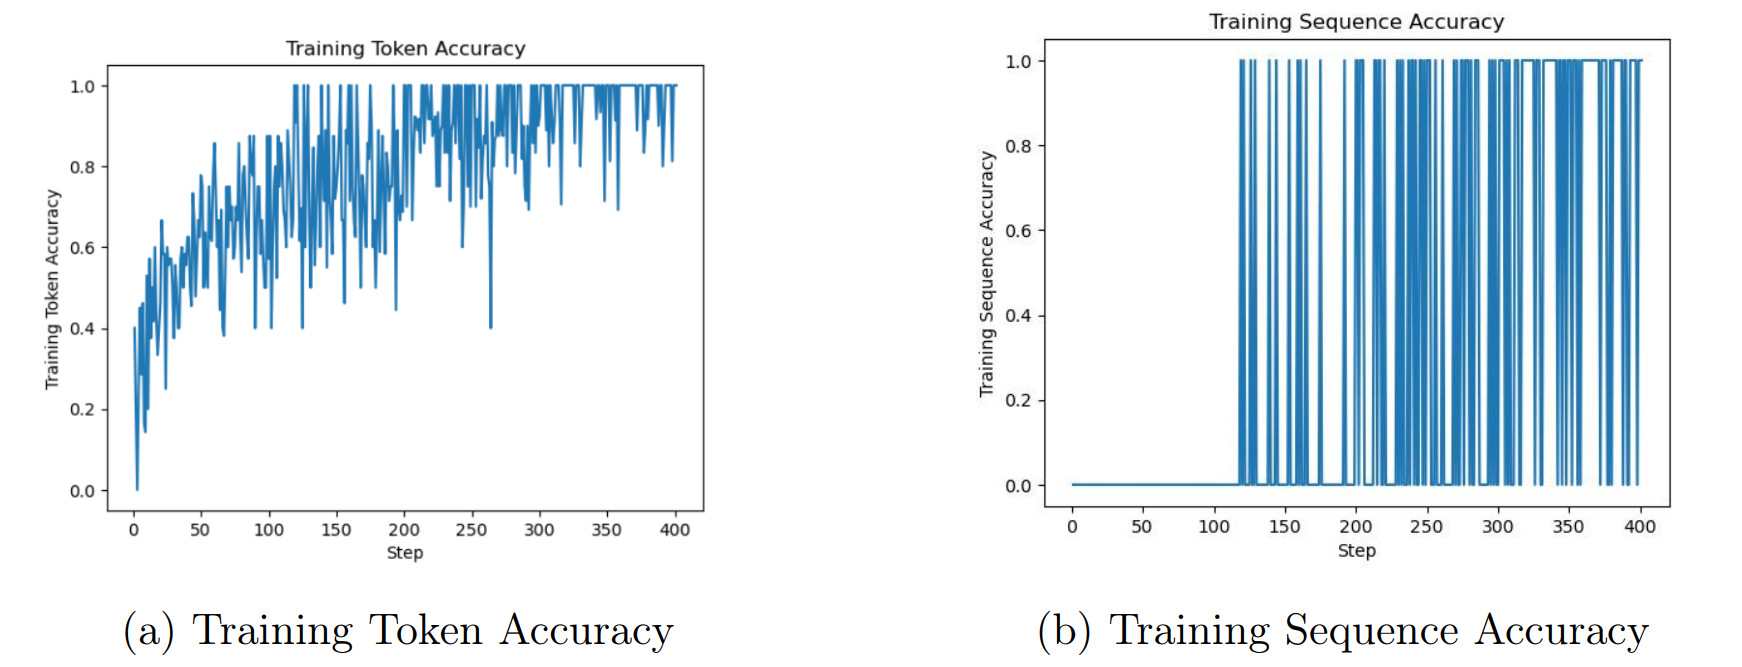 Training Token Accuracy
Training Token Accuracy
1.0
0.8
0.6
0.4
0.2
0.0
0 50 100 150 200 250 300 350 400
Step
(a) Training Token Accuracy
Training Sequence Accuracy
Training Sequence Accuracy
1.0
0.8
0.6
0.4
0.2
0.0
0 50 100 150 200 250 300 350 400
Step
(b) Training Sequence Accuracy